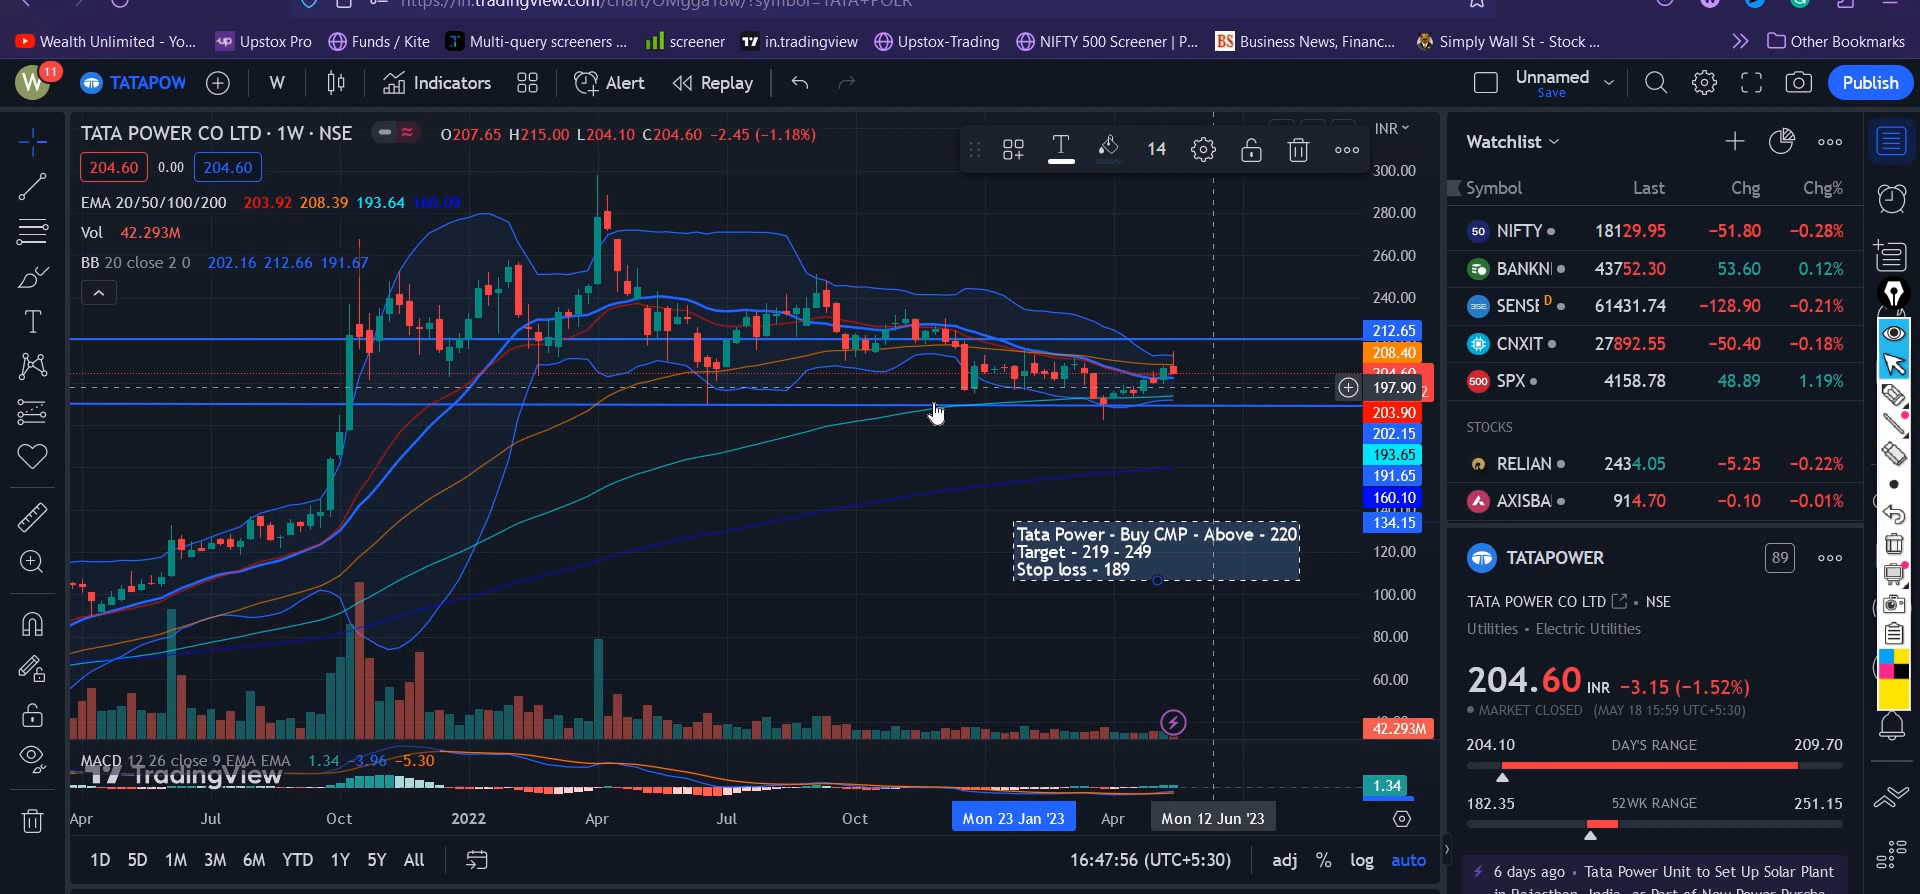 Wealth Unlimited - Yo... Upstox Pro Funds / Kite Multi-query screeners ... screener in.tradingview Upstox-Trading NIFTY 500 Screener | P... BS Business News, Financ... Simply Wall St - Stock ... Other Bookmarks
W 11 TATAPOW W Indicators Alert Replay Unnamed Save Publish
TATA POWER CO LTD · 1W · NSE O207.65 H215.00 L204.10 C204.60 −2.45 (−1.18%)
204.60 0.00 204.60
EMA 20/50/100/200 203.92 208.39 193.64 160.09
Vol 42.293M
BB 20 close 2 0 202.16 212.66 191.67
14
INR
300.00
280.00
260.00
240.00
212.65
208.40
204.60
197.90
203.90
202.15
193.65
191.65
160.10
134.15
120.00
100.00
80.00
60.00
42.293M
1.34
Tata Power - Buy CMP - Above - 220
Target - 219 - 249
Stop loss - 189
MACD 12 26 close 9 EMA EMA 1.34 −3.96 −5.30
TradingView
Apr Jul Oct 2022 Apr Jul Oct Mon 23 Jan '23 Apr Mon 12 Jun '23
1D 5D 1M 3M 6M YTD 1Y 5Y All 16:47:56 (UTC+5:30) adj % log auto
Watchlist
Symbol Last Chg Chg%
50 NIFTY 18129.95 −51.80 −0.28%
BANKNI 43752.30 53.60 0.12%
SENSE D 61431.74 −128.90 −0.21%
CNXIT 27892.55 −50.40 −0.18%
500 SPX 4158.78 48.89 1.19%
STOCKS
RELIAN 2434.05 −5.25 −0.22%
AXISBA 914.70 −0.10 −0.01%
TATAPOWER 89
TATA POWER CO LTD • NSE
Utilities • Electric Utilities
204.60 INR −3.15 (−1.52%)
MARKET CLOSED (MAY 18 15:59 UTC+5:30)
204.10 DAY'S RANGE 209.70
182.35 52WK RANGE 251.15
6 days ago • Tata Power Unit to Set Up Solar Plant